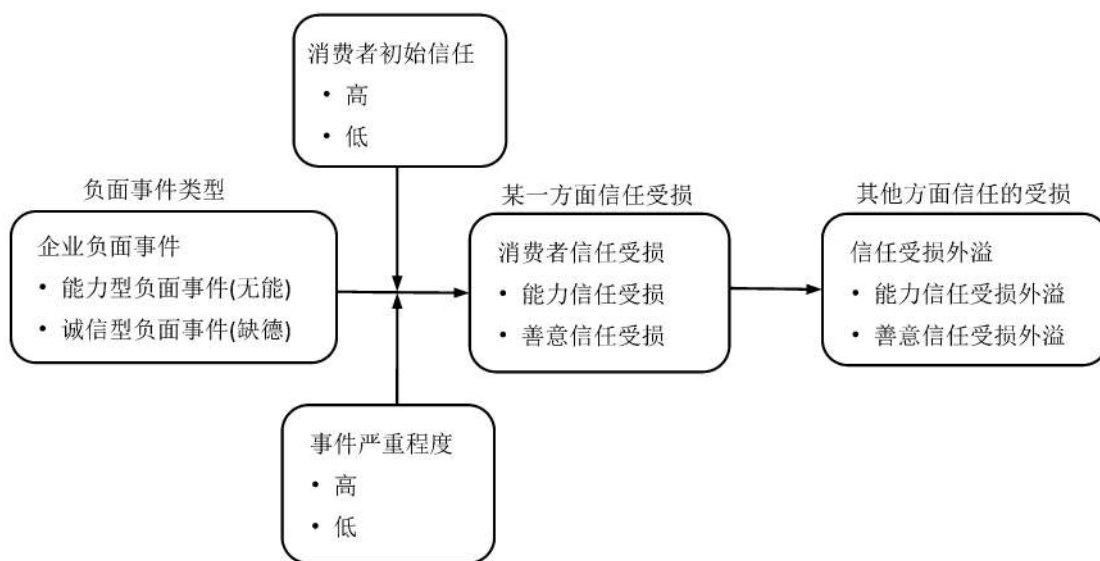 消费者初始信任
• 高
• 低
负面事件类型
企业负面事件
• 能力型负面事件(无能)
• 诚信型负面事件(缺德)
某一方面信任受损
消费者信任受损
• 能力信任受损
• 善意信任受损
其他方面信任的受损
信任受损外溢
• 能力信任受损外溢
• 善意信任受损外溢
事件严重程度
• 高
• 低